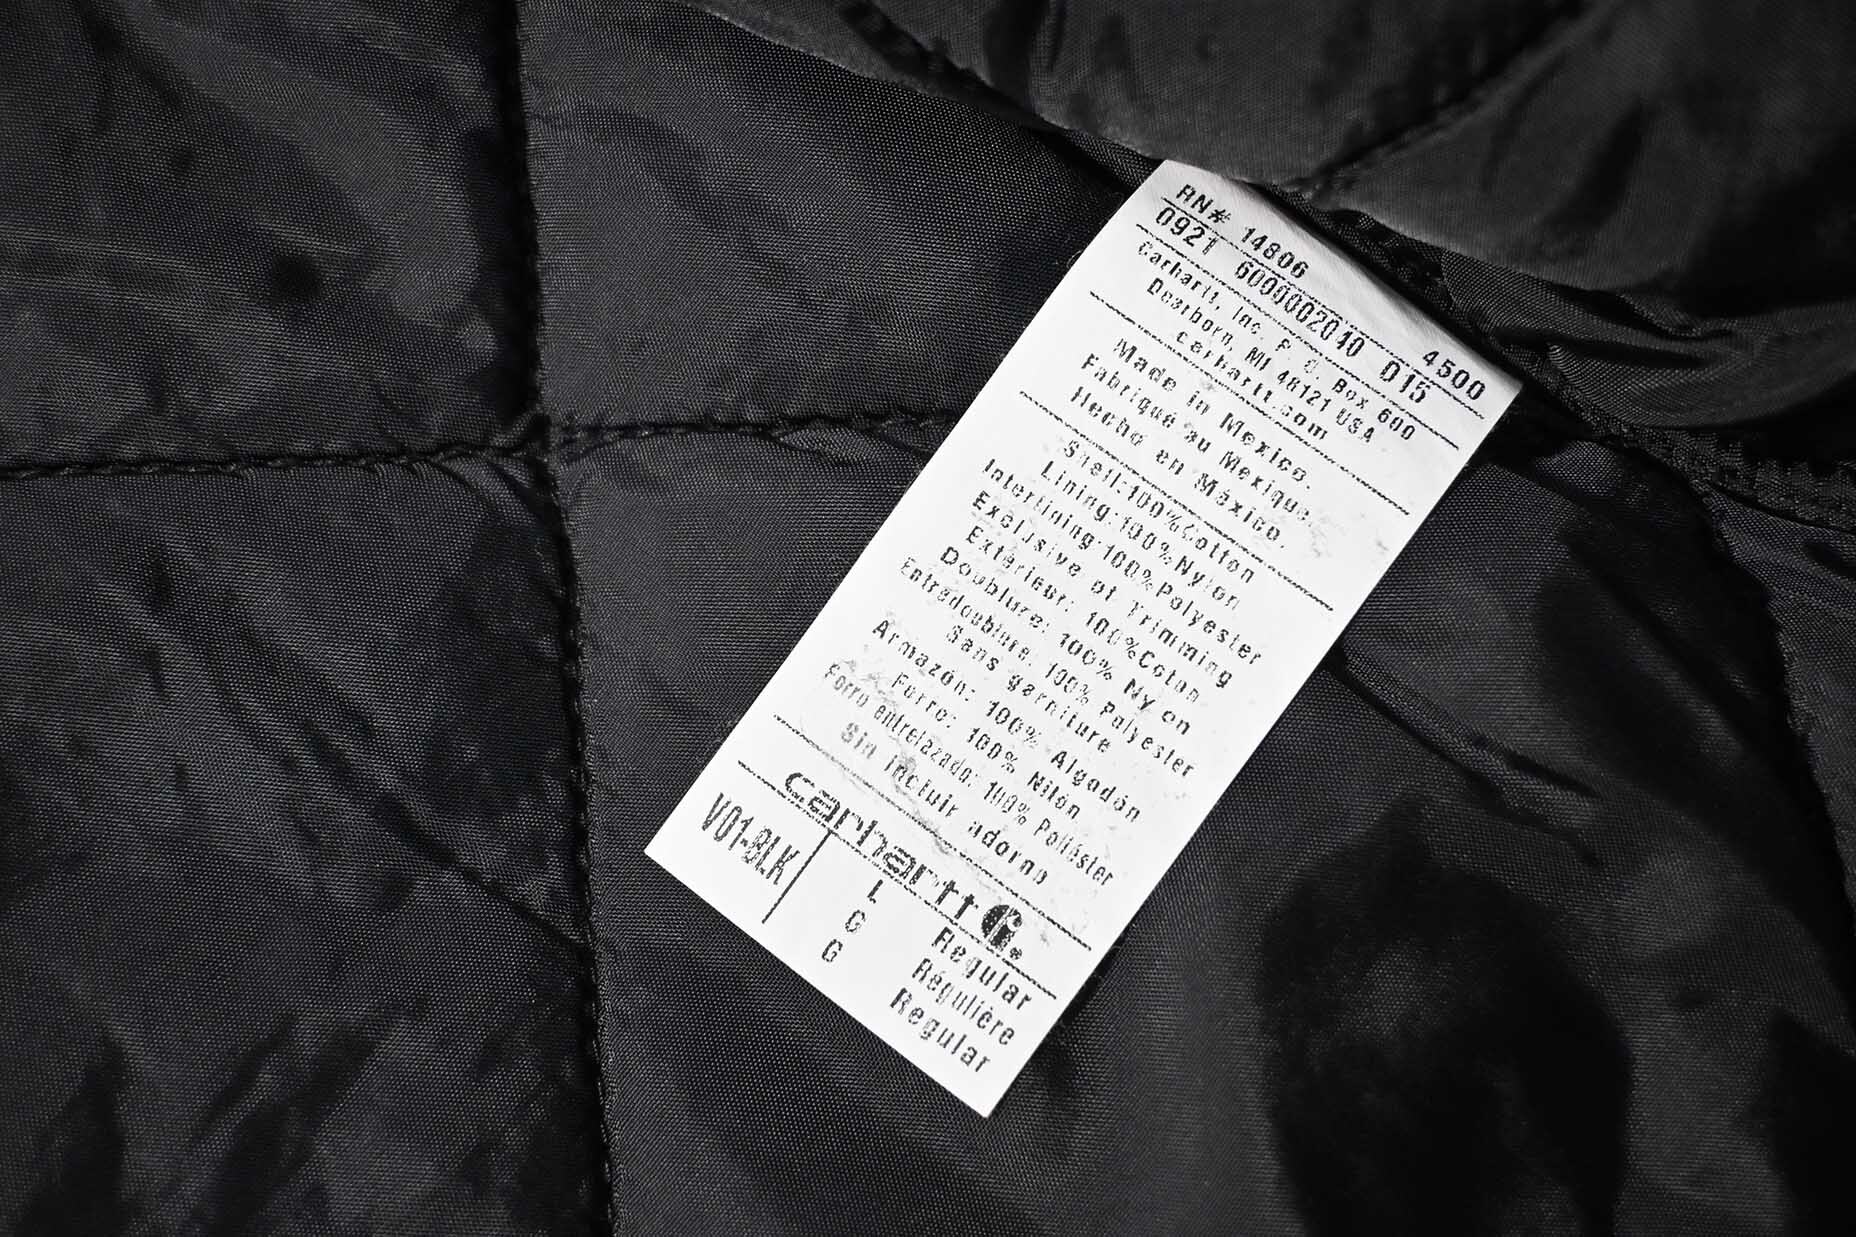 RN# 14806 4500
0921 6000002040 D15
Carhartt, Inc. P. O. Box 600
Dearborn, MI 48121 USA
carhartt.com
Made in Mexico.
Fabriqué au Mexique.
Hecho en México.
Shell:100%Cotton
Lining:100%Nylon
Interlining:100%Polyester
Exclusive of Trimming
Extérieur: 100%Coton
Doublure: 100% Nylon
Entredoublure: 100% Polyester
Sans garniture
Armazón: 100% Algodón
Forro: 100% Nilón
Forro entrelazado: 100% Poliéster
Sin incluir adorno
carhartt
V01-BLK L Regular
G Régulière
G Regular